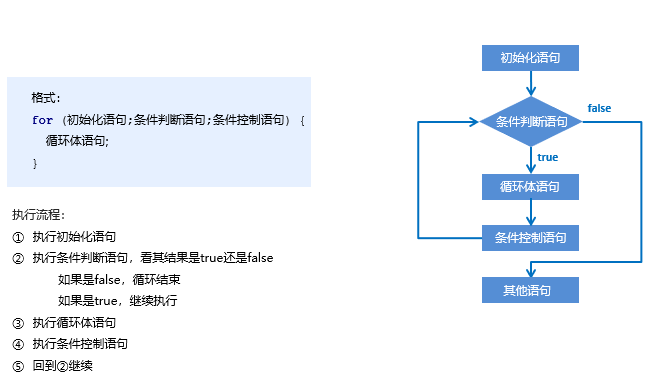 格式:
for (初始化语句;条件判断语句;条件控制语句) {
循环体语句;
}
执行流程:
① 执行初始化语句
② 执行条件判断语句，看其结果是true还是false
如果是false，循环结束
如果是true，继续执行
③ 执行循环体语句
④ 执行条件控制语句
⑤ 回到②继续
初始化语句
条件判断语句
false
true
循环体语句
条件控制语句
其他语句